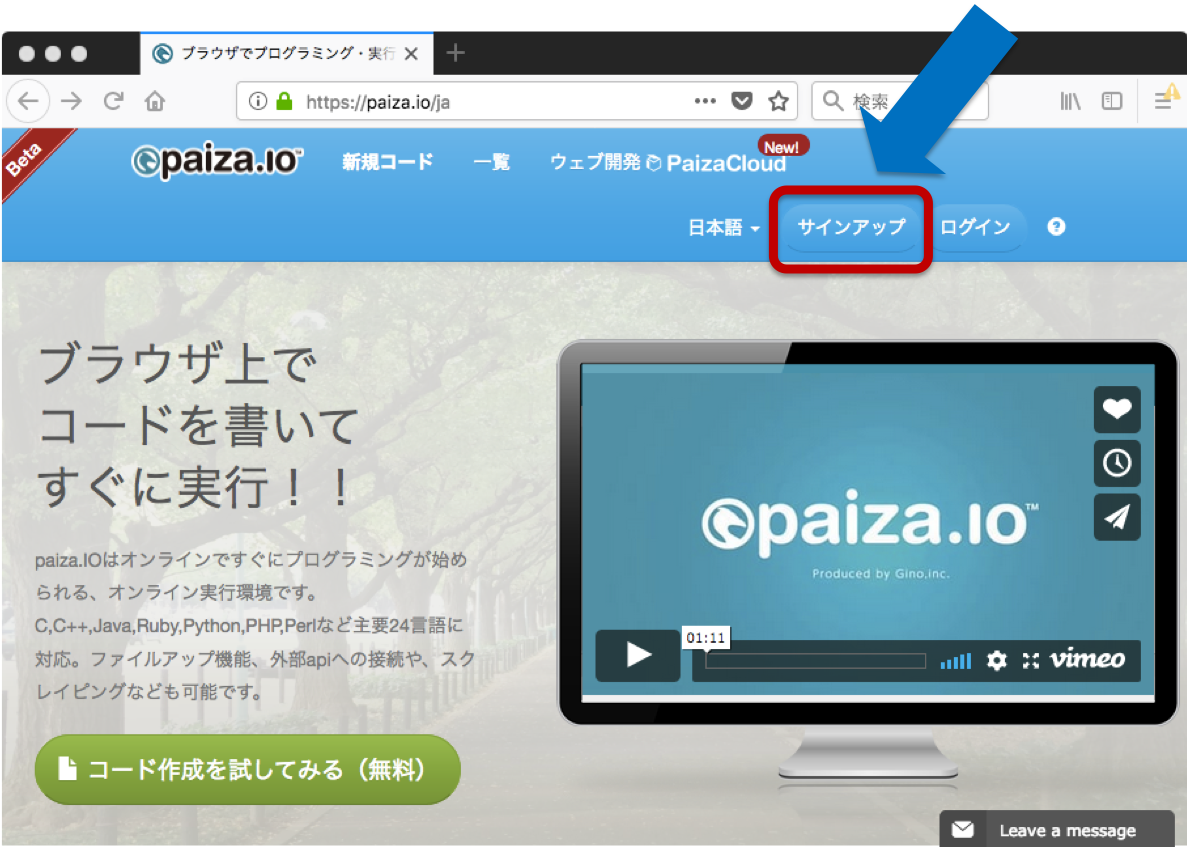 ブラウザでプログラミング・実行
https://paiza.io/ja
検索
Beta
paiza.IO
新規コード
一覧
ウェブ開発 PaizaCloud
New!
日本語
サインアップ
ログイン
?
ブラウザ上で
コードを書いて
すぐに実行！！
paiza.IOはオンラインですぐにプログラミングが始め
られる、オンライン実行環境です。
C,C++,Java,Ruby,Python,PHP,Perlなど主要24言語に
対応。ファイルアップ機能、外部apiへの接続や、スク
レイピングなども可能です。
コード作成を試してみる（無料）
paiza.IO™
Produced by Gino,inc.
01:11
vimeo
Leave a message